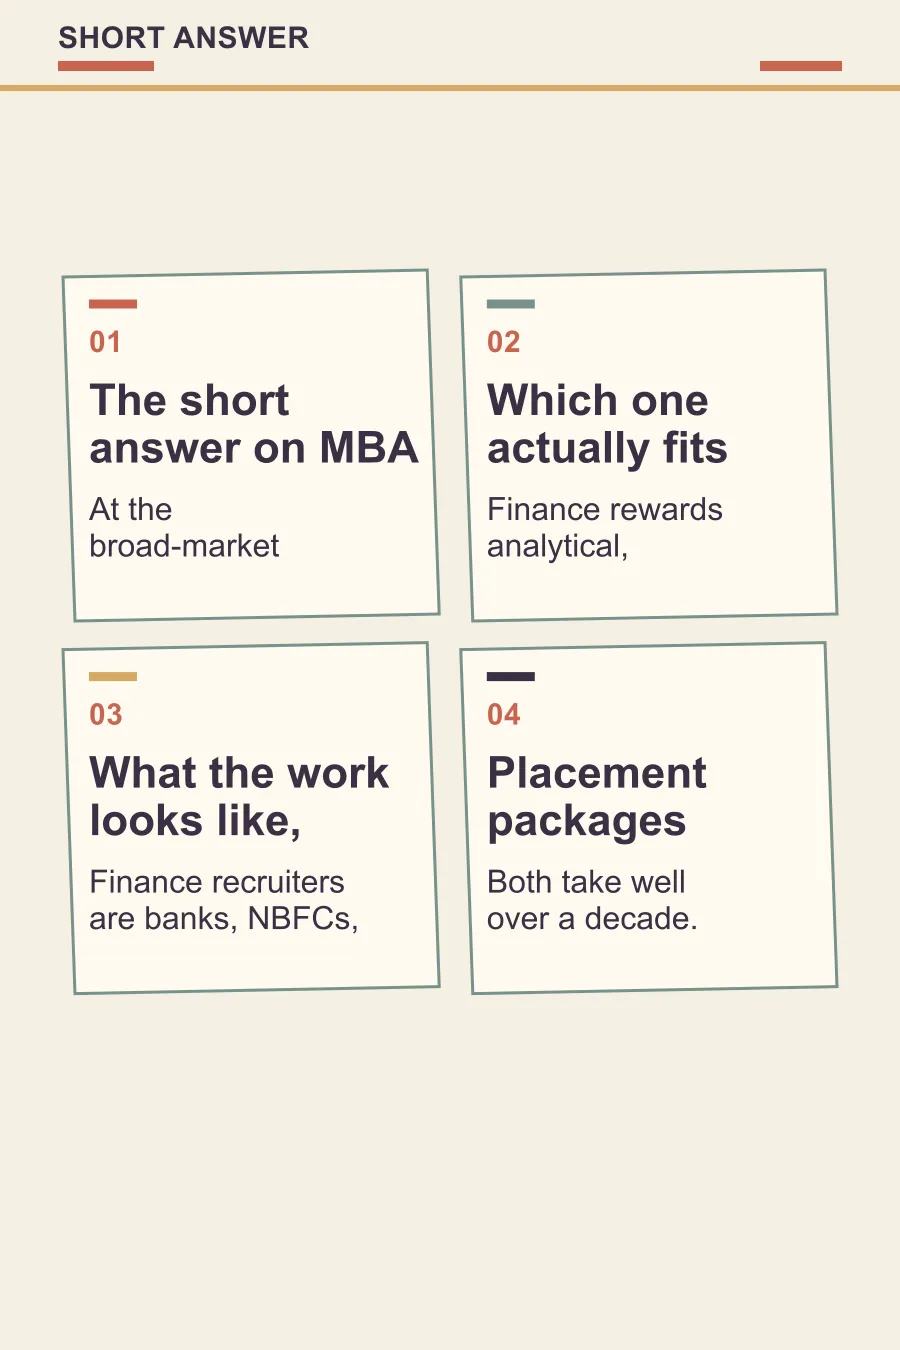 SHORT ANSWER
01
The short
answer on MBA
At the
broad-market
02
Which one
actually fits
Finance rewards
analytical,
03
What the work
looks like,
Finance recruiters
are banks, NBFCs,
04
Placement
packages
Both take well
over a decade.